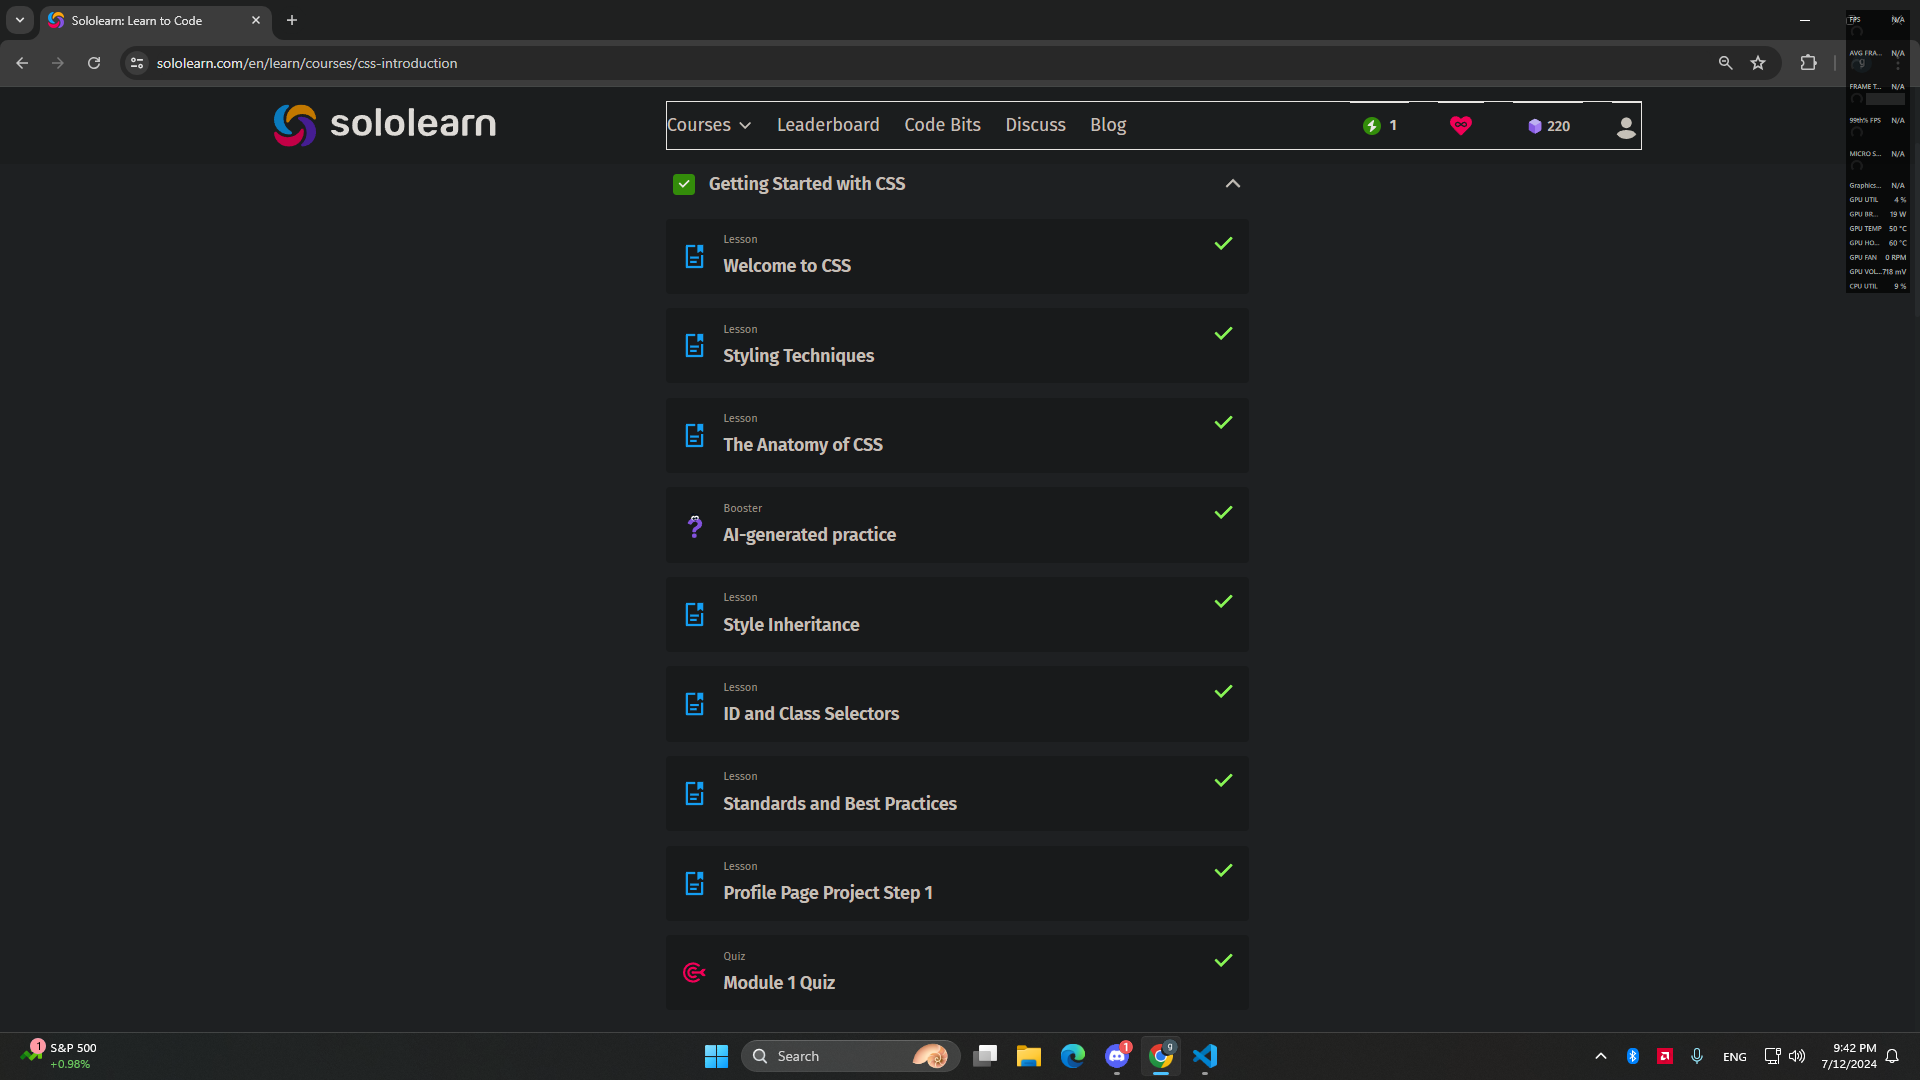 Sololearn: Learn to Code
sololearn.com/en/learn/courses/css-introduction
sololearn
Courses
Leaderboard
Code Bits
Discuss
Blog
1
220
FPS N/A
AVG FRA... N/A
g
FRAME T... N/A
99th% FPS N/A
MICRO S... N/A
Graphics... N/A
GPU UTIL 4 %
GPU BR... 19 W
GPU TEMP 50 °C
GPU HO... 60 °C
GPU FAN 0 RPM
GPU VOL... 718 mV
CPU UTIL 9 %
Getting Started with CSS
Lesson
Welcome to CSS
Lesson
Styling Techniques
Lesson
The Anatomy of CSS
Booster
AI-generated practice
Lesson
Style Inheritance
Lesson
ID and Class Selectors
Lesson
Standards and Best Practices
Lesson
Profile Page Project Step 1
Quiz
Module 1 Quiz
1
S&P 500
+0.98%
Search
1
g
ENG
9:42 PM
7/12/2024